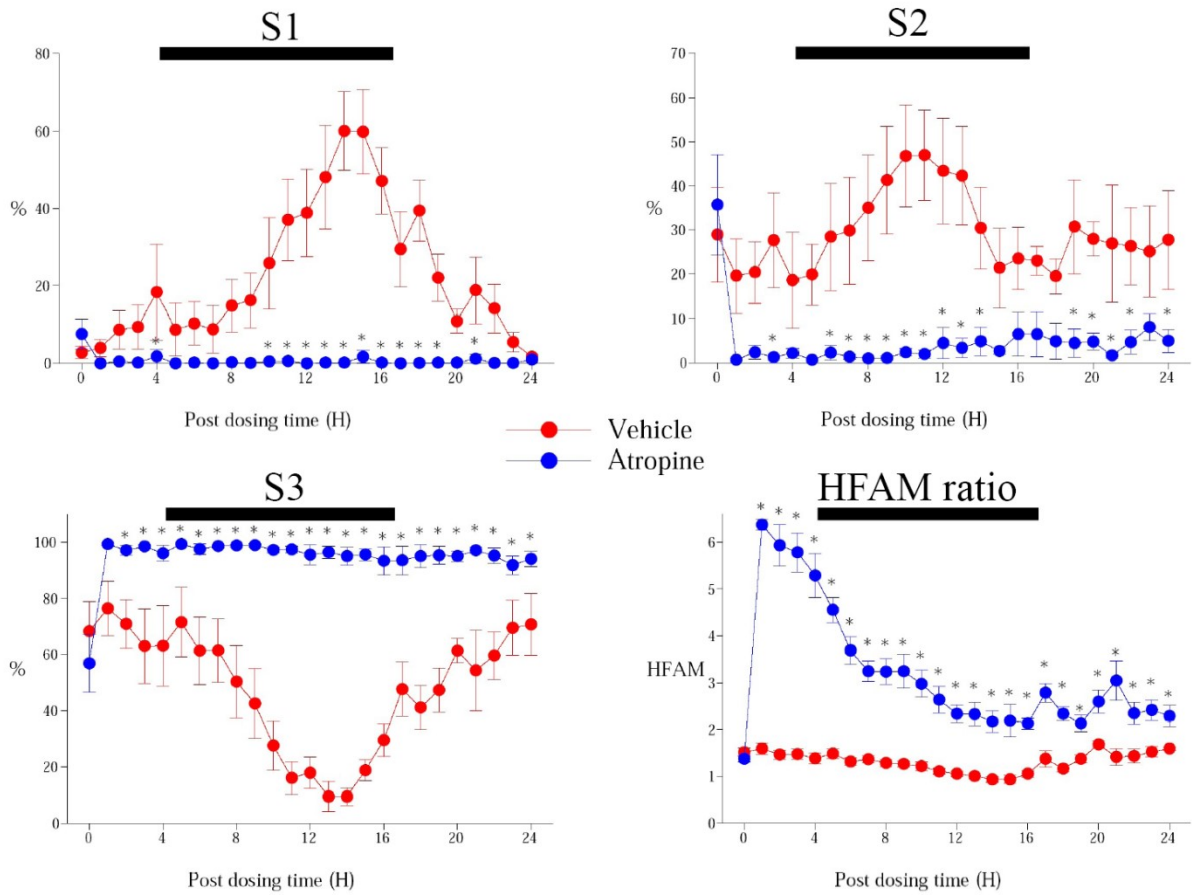 S1
80
60
40
20
0
%
0 4 8 12 16 20 24
Post dosing time (H)
* * * * * * * * * * * *
S2
70
60
50
40
30
20
10
0
%
0 4 8 12 16 20 24
Post dosing time (H)
* * * * * * * * * * * * * * *
Vehicle
Atropine
S3
100
80
60
40
20
0
%
0 4 8 12 16 20 24
Post dosing time (H)
* * * * * * * * * * * * * * * * * * * * * * *
HFAM ratio
6
5
4
3
2
1
0
HFAM
0 4 8 12 16 20 24
Post dosing time (H)
* * * * * * * * * * * * * * * * * * * * * * * *